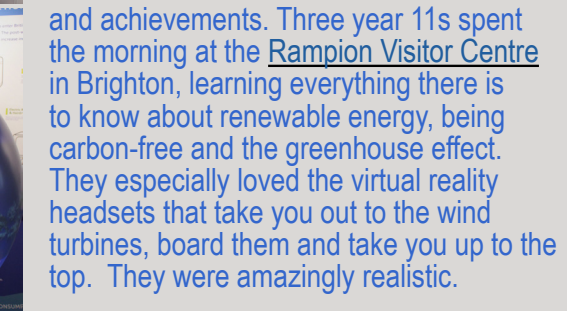 and achievements. Three year 11s spent
the morning at the Rampion Visitor Centre
in Brighton, learning everything there is
to know about renewable energy, being
carbon-free and the greenhouse effect.
They especially loved the virtual reality
headsets that take you out to the wind
turbines, board them and take you up to the
top.  They were amazingly realistic.